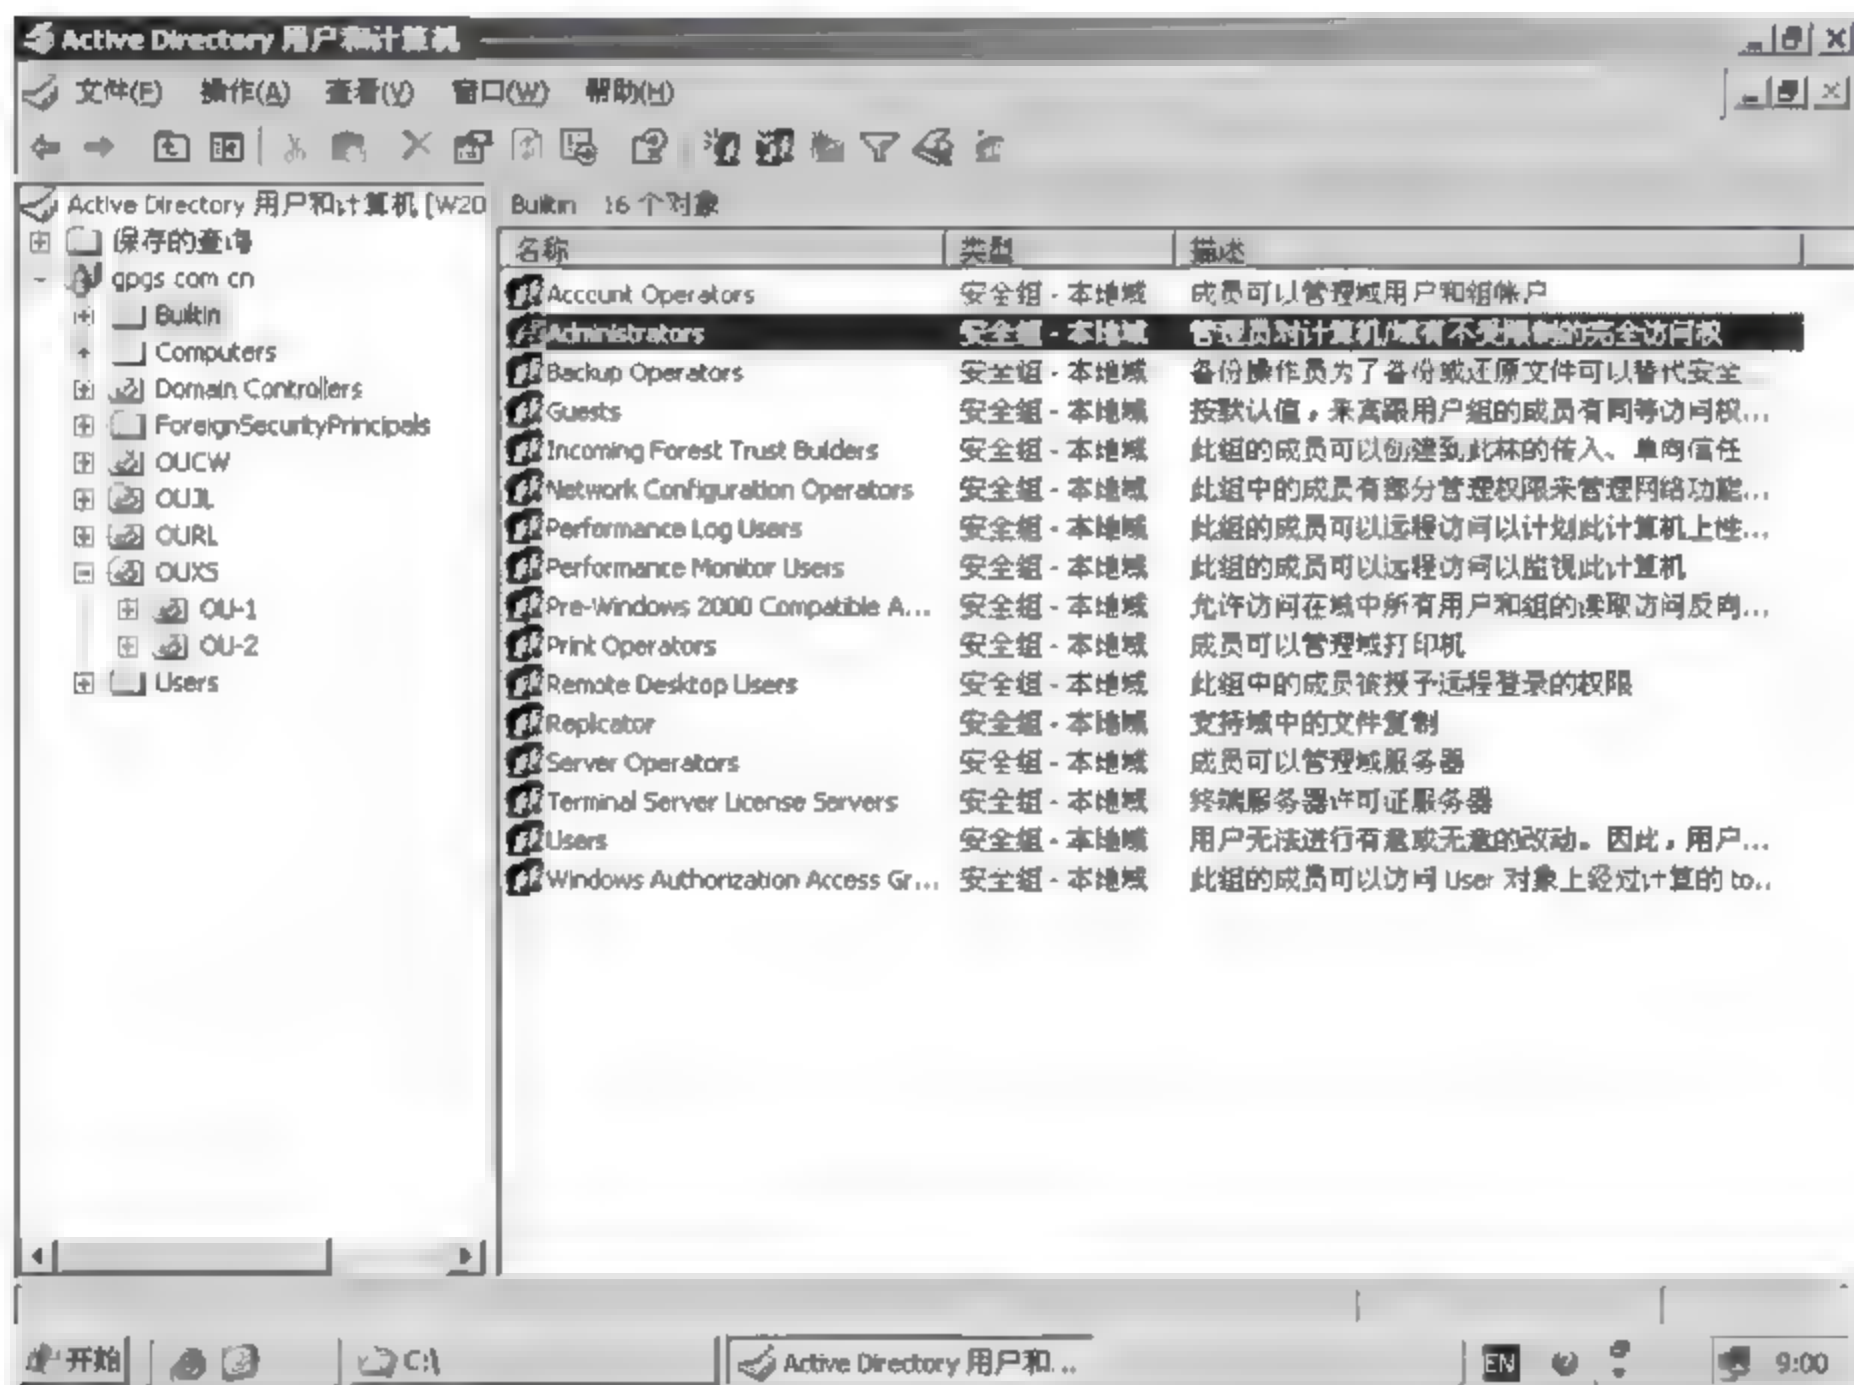 Active Directory 用户和计算机
文件(F) 操作(A) 查看(V) 窗口(W) 帮助(H)
Active Directory 用户和计算机 [W20
保存的查询
gpgs.com.cn
Builtin
Computers
Domain Controllers
ForeignSecurityPrincipals
OUCW
OUJL
OURL
OUXS
OU-1
OU-2
Users
Builtin 16 个对象
名称 类型 描述
Account Operators 安全组 - 本地域 成员可以管理域用户和组帐户
Administrators 安全组 - 本地域 管理员对计算机/域有不受限制的完全访问权
Backup Operators 安全组 - 本地域 备份操作员为了备份或还原文件可以替代安全
Guests 安全组 - 本地域 按默认值，来宾跟用户组的成员有同等访问权...
Incoming Forest Trust Builders 安全组 - 本地域 此组的成员可以创建到此林的传入、单向信任
Network Configuration Operators 安全组 - 本地域 此组中的成员有部分管理权限来管理网络功能...
Performance Log Users 安全组 - 本地域 此组的成员可以远程访问以计划此计算机上性...
Performance Monitor Users 安全组 - 本地域 此组的成员可以远程访问以监视此计算机
Pre-Windows 2000 Compatible A... 安全组 - 本地域 允许访问在域中所有用户和组的读取访问反向...
Print Operators 安全组 - 本地域 成员可以管理域打印机
Remote Desktop Users 安全组 - 本地域 此组中的成员被授予远程登录的权限
Replicator 安全组 - 本地域 支持域中的文件复制
Server Operators 安全组 - 本地域 成员可以管理域服务器
Terminal Server License Servers 安全组 - 本地域 终端服务器许可证服务器
Users 安全组 - 本地域 用户无法进行有意或无意的改动。因此，用户...
Windows Authorization Access Gr... 安全组 - 本地域 此组的成员可以访问 User 对象上经过计算的 to...
开始 C:\ Active Directory 用户和... EN 9:00